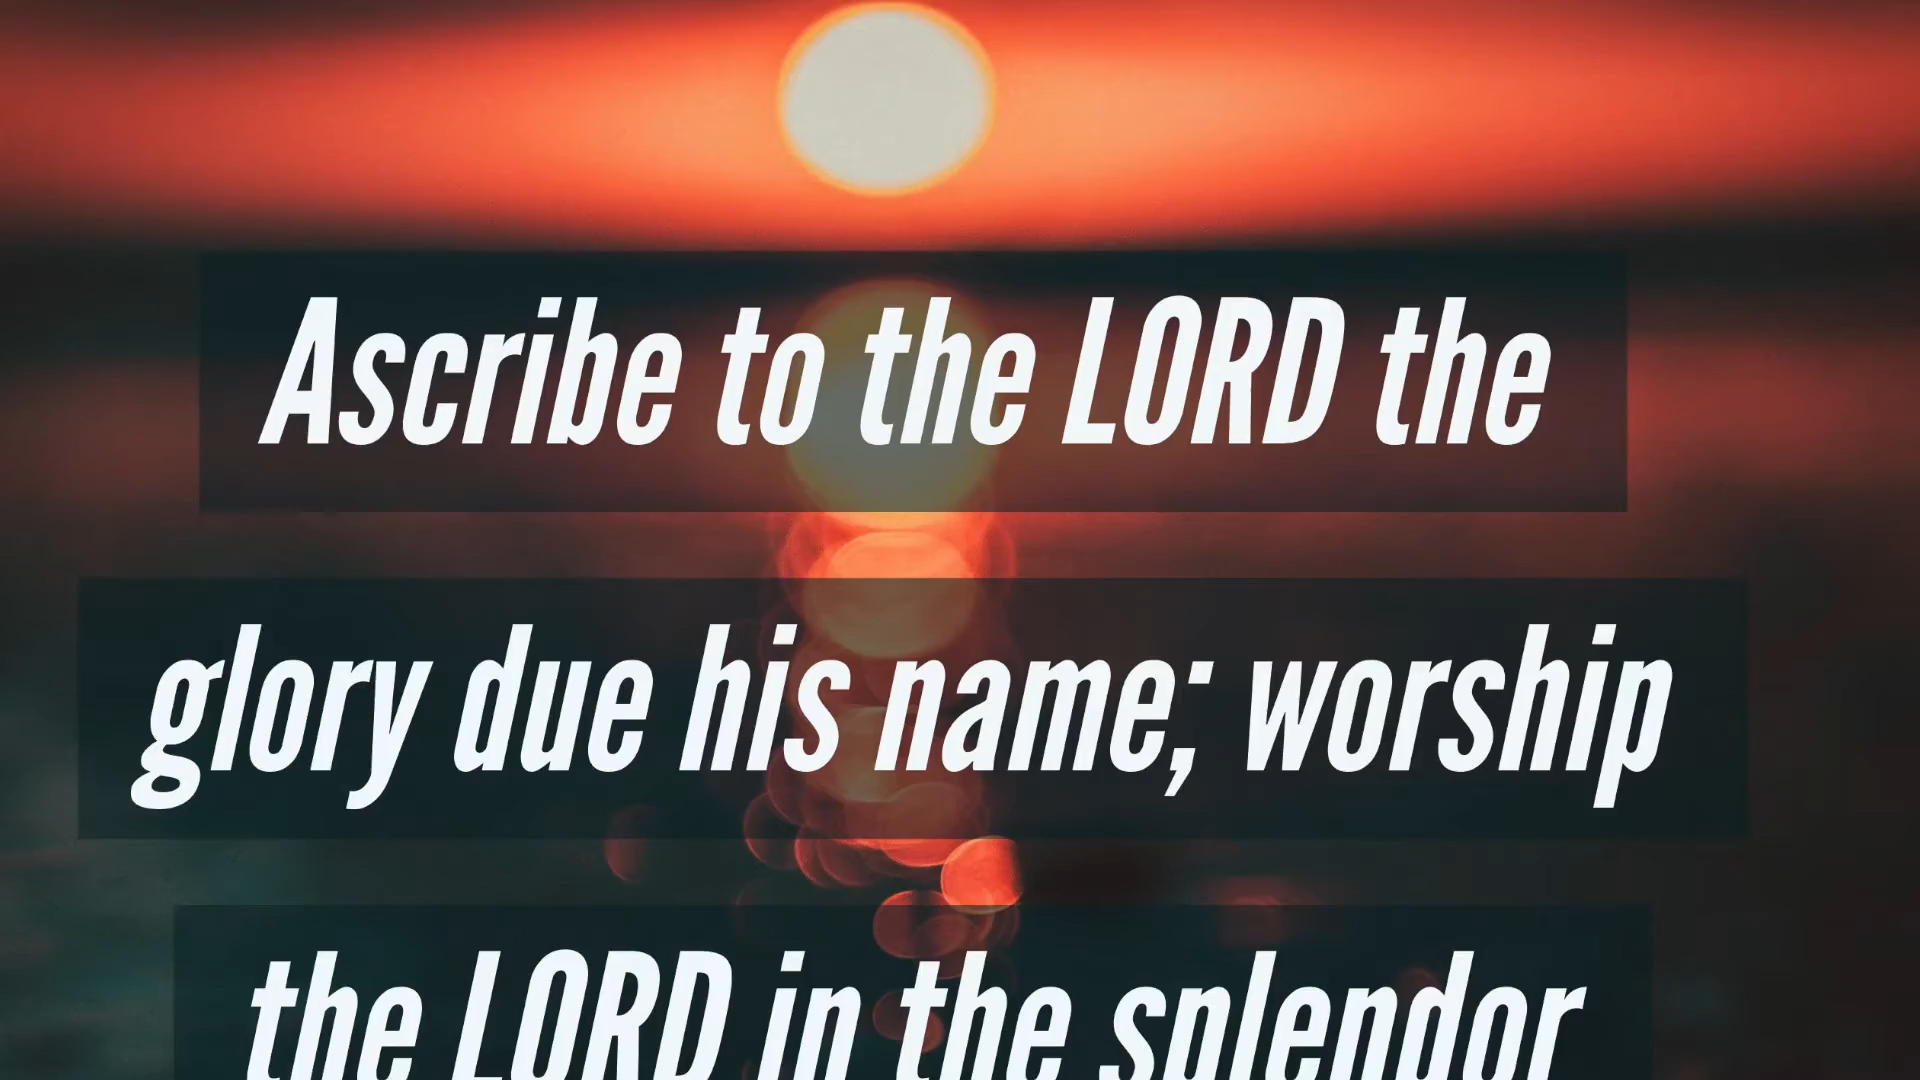 Ascribe to the LORD the
glory due his name; worship
the LORD in the splendor